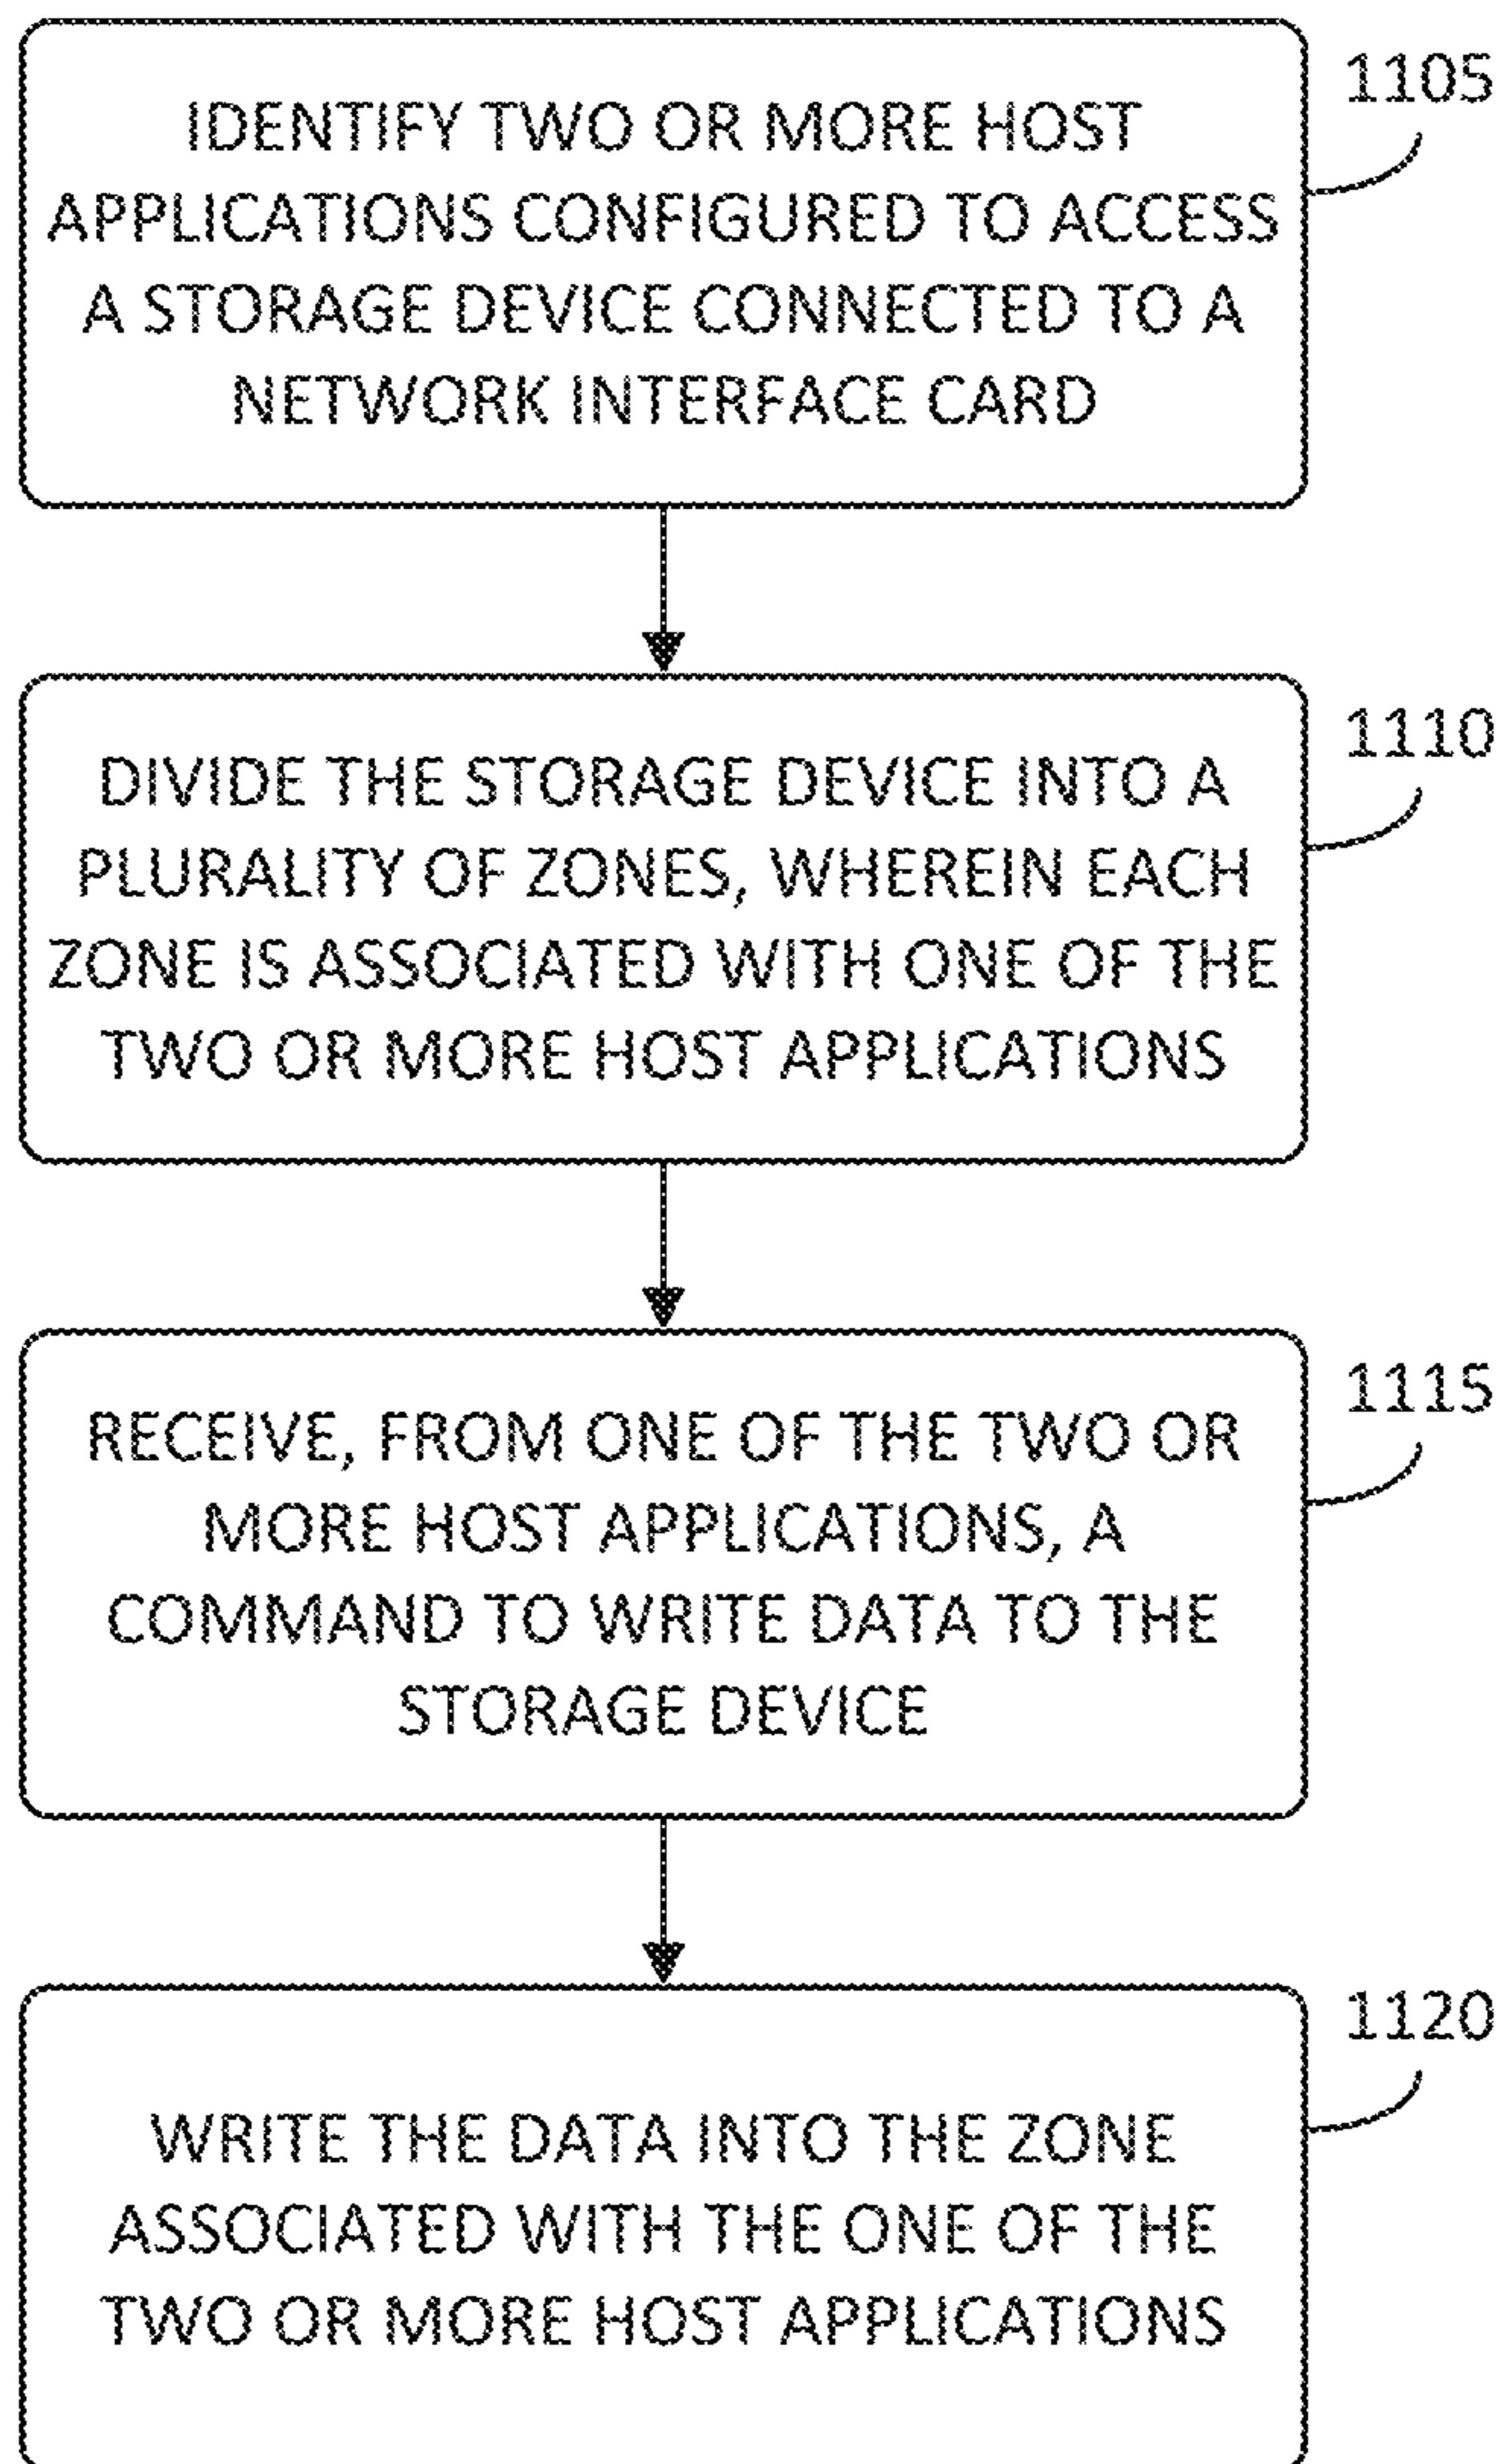 IDENTIFY TWO OR MORE HOST
APPLICATIONS CONFIGURED TO ACCESS
A STORAGE DEVICE CONNECTED TO A
NETWORK INTERFACE CARD
1105
DIVIDE THE STORAGE DEVICE INTO A
PLURALITY OF ZONES, WHEREIN EACH
ZONE IS ASSOCIATED WITH ONE OF THE
TWO OR MORE HOST APPLICATIONS
1110
RECEIVE, FROM ONE OF THE TWO OR
MORE HOST APPLICATIONS, A
COMMAND TO WRITE DATA TO THE
STORAGE DEVICE
1115
WRITE THE DATA INTO THE ZONE
ASSOCIATED WITH THE ONE OF THE
TWO OR MORE HOST APPLICATIONS
1120